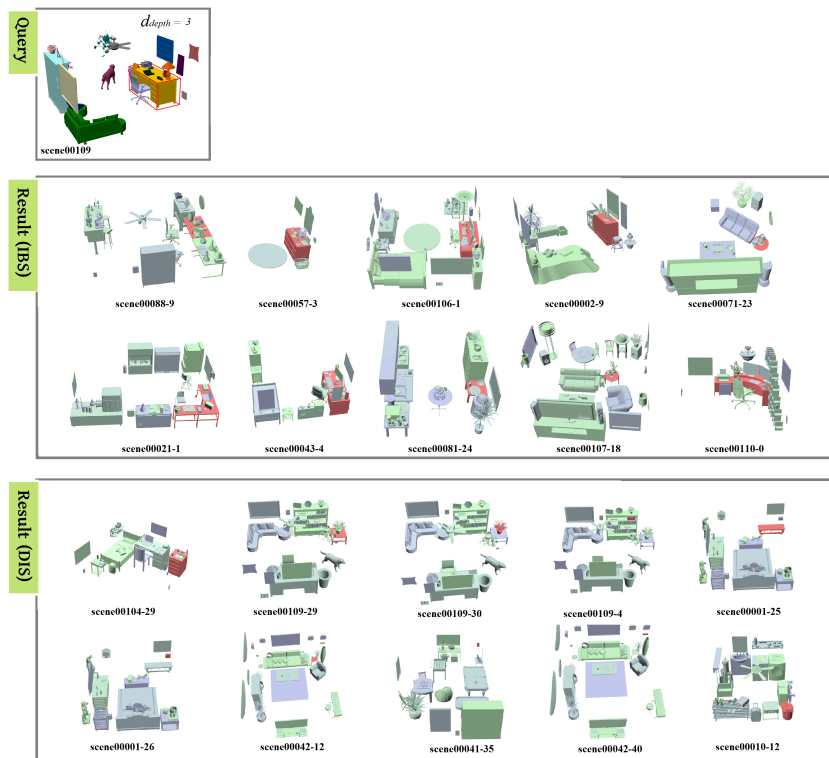 Query
d_depth = 3
scene00109
Result (IBS)
scene00088-9
scene00057-3
scene00106-1
scene00002-9
scene00071-23
scene00021-1
scene00043-4
scene00081-24
scene00107-18
scene00110-0
Result (DIS)
scene00104-29
scene00109-29
scene00109-30
scene00109-4
scene00001-25
scene00001-26
scene00042-12
scene00041-35
scene00042-40
scene00010-12